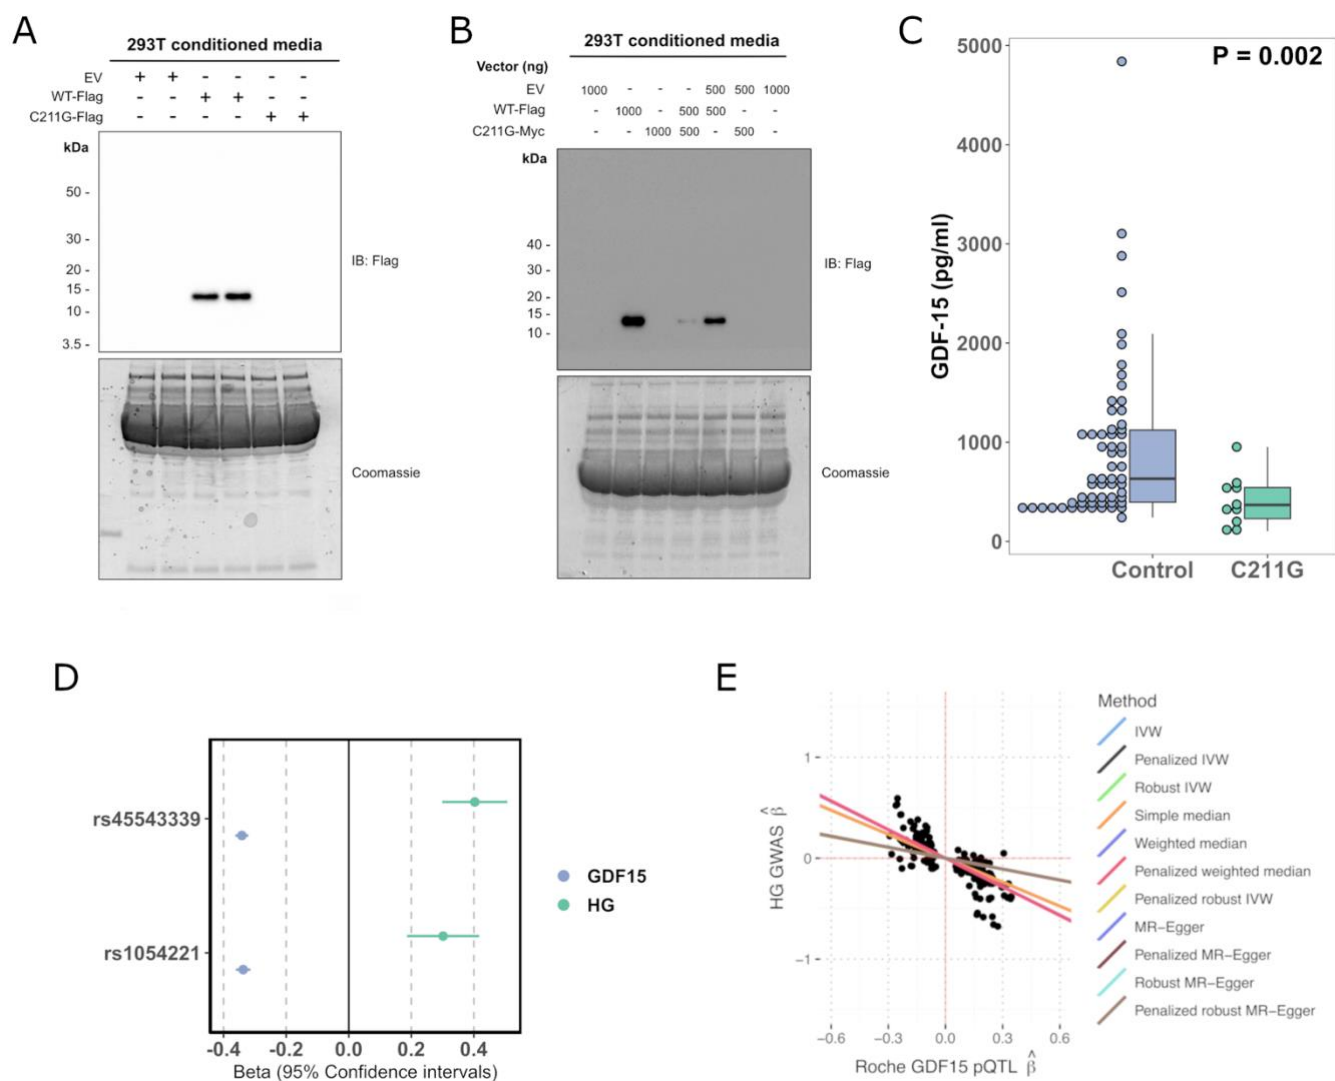 A
293T conditioned media
EV + + - - - -
WT-Flag - - + + - -
C211G-Flag - - - - + +
kDa
50 -
30 -
20 -
15 -
10 -
3.5 -
IB: Flag
Coomassie
B
293T conditioned media
Vector (ng)
EV 1000 - - - 500 500 1000
WT-Flag - 1000 - 500 500 - -
C211G-Myc - - 1000 500 - 500 -
kDa
40 -
30 -
20 -
15 -
10 -
IB: Flag
Coomassie
C
P = 0.002
GDF-15 (pg/ml)
5000
4000
3000
2000
1000
0
Control C211G
D
rs45543339
rs1054221
-0.4 -0.2 0.0 0.2 0.4
Beta (95% Confidence intervals)
GDF15
HG
E
HG GWAS β̂
1
0
−1
−0.6 −0.3 0.0 0.3 0.6
Roche GDF15 pQTL β̂
Method
IVW
Penalized IVW
Robust IVW
Simple median
Weighted median
Penalized weighted median
Penalized robust IVW
MR−Egger
Penalized MR−Egger
Robust MR−Egger
Penalized robust MR−Egger